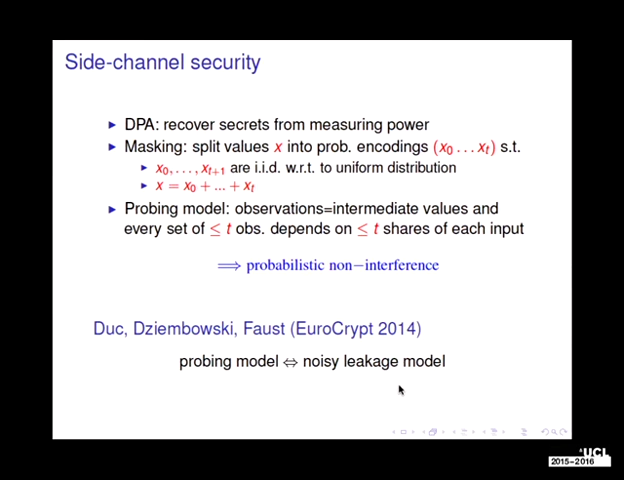 Side-channel security
▶ DPA: recover secrets from measuring power
▶ Masking: split values x into prob. encodings (x₀ … xₜ) s.t.
▶ x₀, …, xₜ₊₁ are i.i.d. w.r.t. to uniform distribution
▶ x = x₀ + ... + xₜ
▶ Probing model: observations=intermediate values and
every set of ≤ t obs. depends on ≤ t shares of each input
⟹ probabilistic non−interference
Duc, Dziembowski, Faust (EuroCrypt 2014)
probing model ⇔ noisy leakage model
UCL
2015-2016